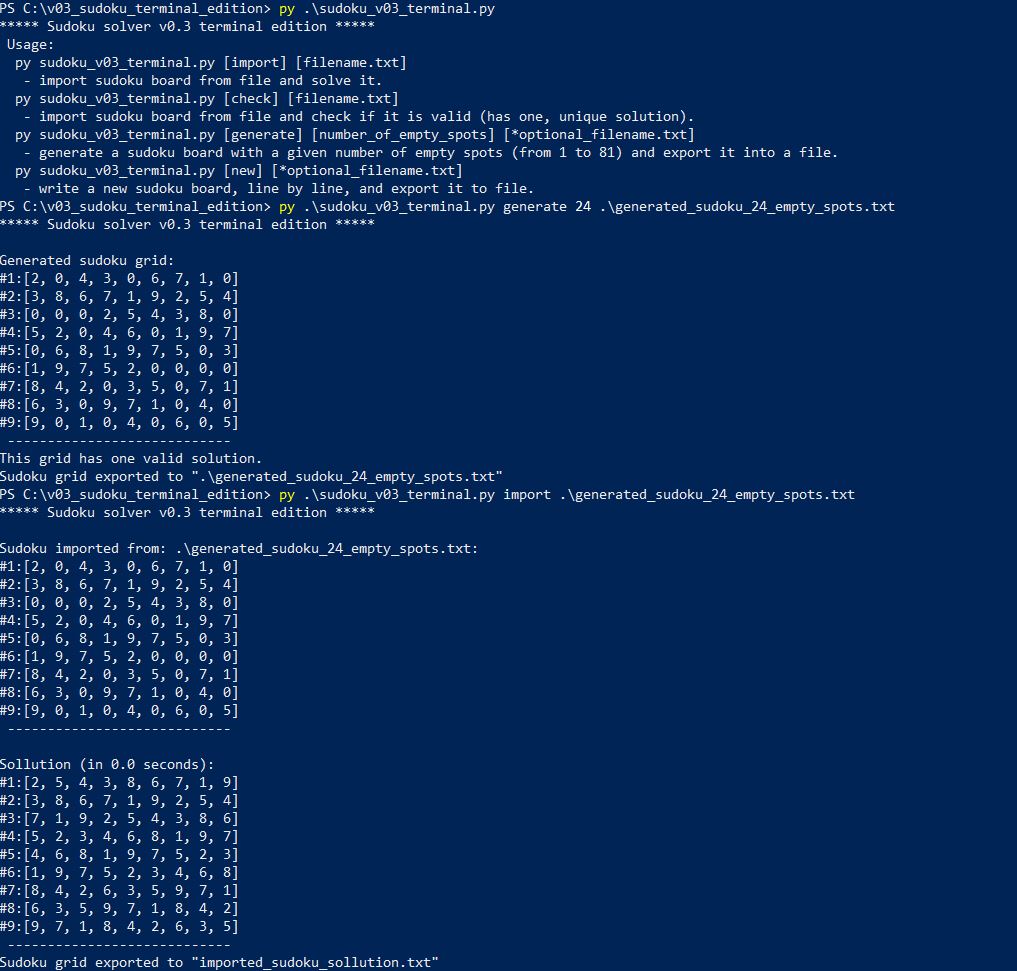 PS C:\v03_sudoku_terminal_edition> py .\sudoku_v03_terminal.py
***** Sudoku solver v0.3 terminal edition *****
Usage:
py sudoku_v03_terminal.py [import] [filename.txt]
- import sudoku board from file and solve it.
py sudoku_v03_terminal.py [check] [filename.txt]
- import sudoku board from file and check if it is valid (has one, unique solution).
py sudoku_v03_terminal.py [generate] [number_of_empty_spots] [*optional_filename.txt]
- generate a sudoku board with a given number of empty spots (from 1 to 81) and export it into a file.
py sudoku_v03_terminal.py [new] [*optional_filename.txt]
- write a new sudoku board, line by line, and export it to file.
PS C:\v03_sudoku_terminal_edition> py .\sudoku_v03_terminal.py generate 24 .\generated_sudoku_24_empty_spots.txt
***** Sudoku solver v0.3 terminal edition *****
Generated sudoku grid:
#1:[2, 0, 4, 3, 0, 6, 7, 1, 0]
#2:[3, 8, 6, 7, 1, 9, 2, 5, 4]
#3:[0, 0, 0, 2, 5, 4, 3, 8, 0]
#4:[5, 2, 0, 4, 6, 0, 1, 9, 7]
#5:[0, 6, 8, 1, 9, 7, 5, 0, 3]
#6:[1, 9, 7, 5, 2, 0, 0, 0, 0]
#7:[8, 4, 2, 0, 3, 5, 0, 7, 1]
#8:[6, 3, 0, 9, 7, 1, 0, 4, 0]
#9:[9, 0, 1, 0, 4, 0, 6, 0, 5]
----------------------------
This grid has one valid solution.
Sudoku grid exported to ".\generated_sudoku_24_empty_spots.txt"
PS C:\v03_sudoku_terminal_edition> py .\sudoku_v03_terminal.py import .\generated_sudoku_24_empty_spots.txt
***** Sudoku solver v0.3 terminal edition *****
Sudoku imported from: .\generated_sudoku_24_empty_spots.txt:
#1:[2, 0, 4, 3, 0, 6, 7, 1, 0]
#2:[3, 8, 6, 7, 1, 9, 2, 5, 4]
#3:[0, 0, 0, 2, 5, 4, 3, 8, 0]
#4:[5, 2, 0, 4, 6, 0, 1, 9, 7]
#5:[0, 6, 8, 1, 9, 7, 5, 0, 3]
#6:[1, 9, 7, 5, 2, 0, 0, 0, 0]
#7:[8, 4, 2, 0, 3, 5, 0, 7, 1]
#8:[6, 3, 0, 9, 7, 1, 0, 4, 0]
#9:[9, 0, 1, 0, 4, 0, 6, 0, 5]
----------------------------
Sollution (in 0.0 seconds):
#1:[2, 5, 4, 3, 8, 6, 7, 1, 9]
#2:[3, 8, 6, 7, 1, 9, 2, 5, 4]
#3:[7, 1, 9, 2, 5, 4, 3, 8, 6]
#4:[5, 2, 3, 4, 6, 8, 1, 9, 7]
#5:[4, 6, 8, 1, 9, 7, 5, 2, 3]
#6:[1, 9, 7, 5, 2, 3, 4, 6, 8]
#7:[8, 4, 2, 6, 3, 5, 9, 7, 1]
#8:[6, 3, 5, 9, 7, 1, 8, 4, 2]
#9:[9, 7, 1, 8, 4, 2, 6, 3, 5]
----------------------------
Sudoku grid exported to "imported_sudoku_sollution.txt"